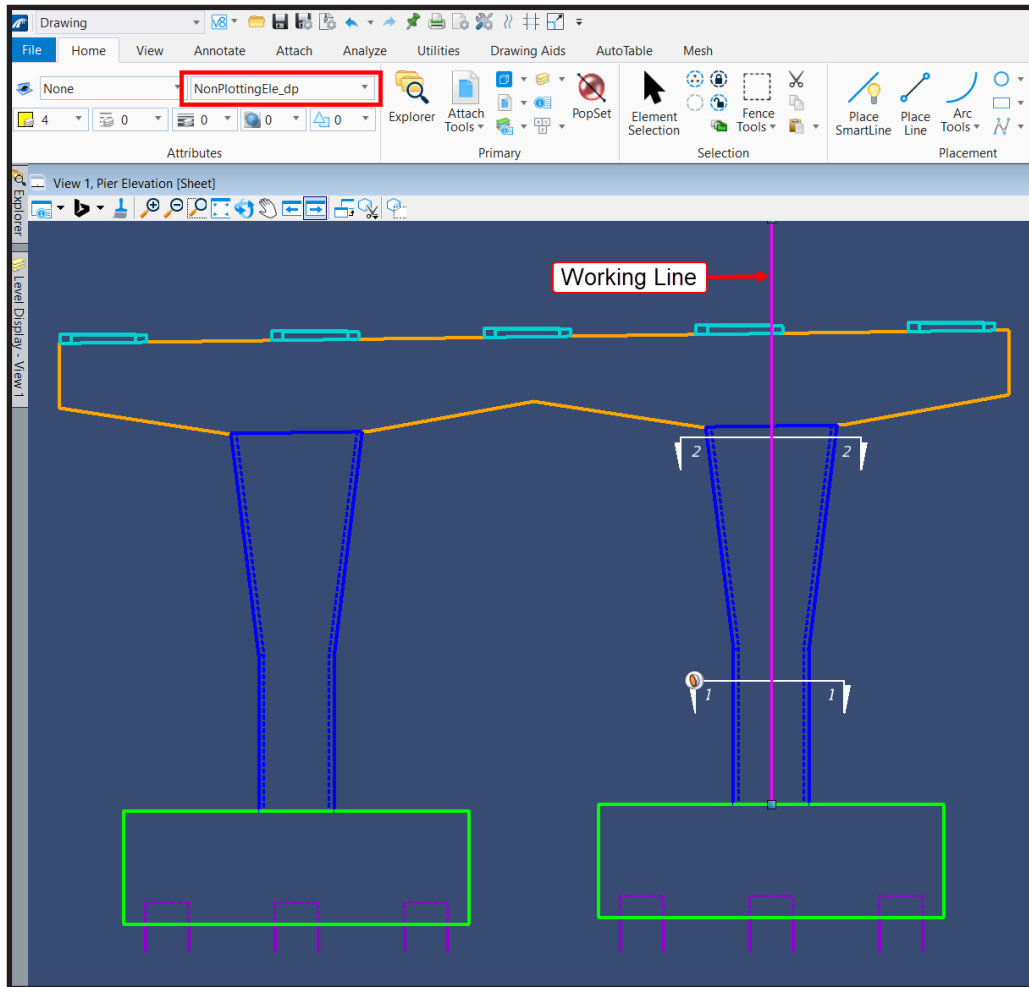 Drawing
File Home View Annotate Attach Analyze Utilities Drawing Aids AutoTable Mesh
None NonPlottingEle_dp
4 0 0 0 0
Explorer Attach Tools PopSet Element Selection Fence Tools Place SmartLine Place Line Arc Tools
Attributes Primary Selection Placement
View 1, Pier Elevation [Sheet]
Explorer
Level Display - View 1
Working Line
2 2
1 1